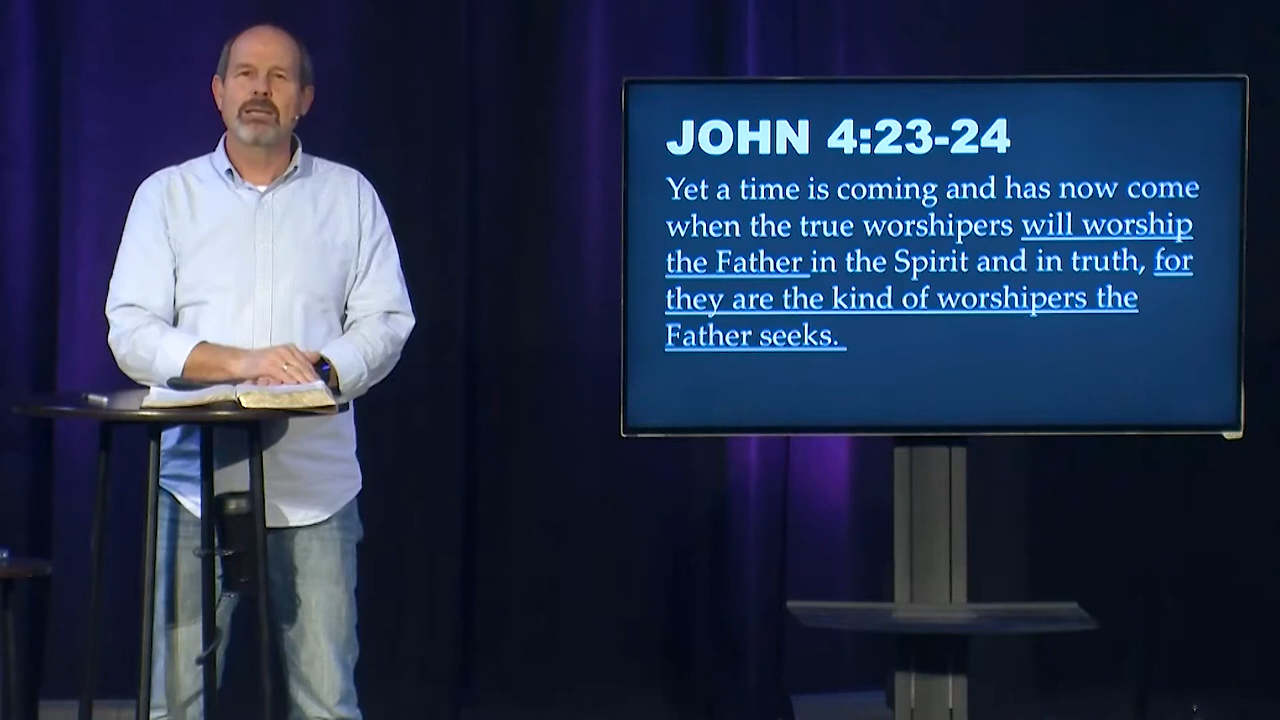 JOHN 4:23-24
Yet a time is coming and has now come
when the true worshipers will worship
the Father in the Spirit and in truth, for
they are the kind of worshipers the
Father seeks.